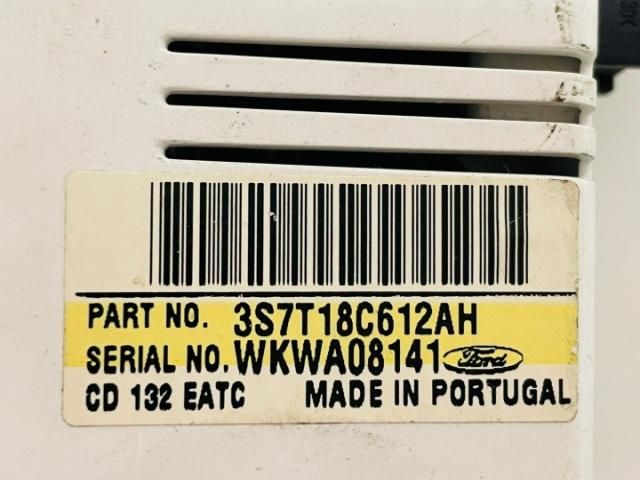 PART NO. 3S7T18C612AH
SERIAL NO. WKWA08141 Ford
CD 132 EATC MADE IN PORTUGAL